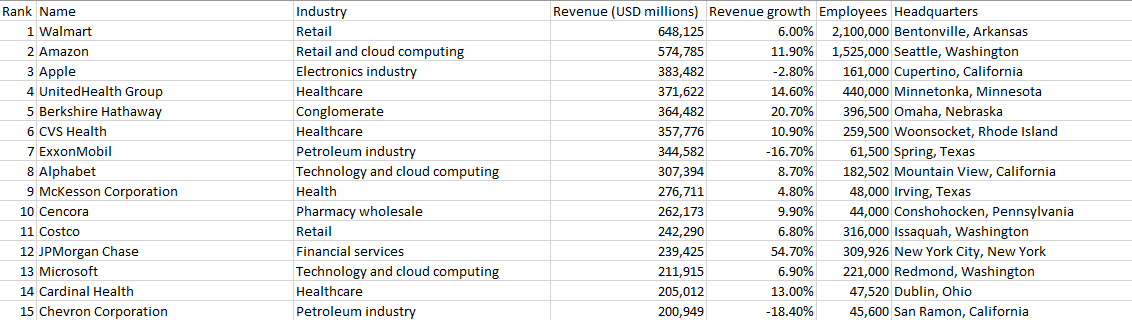 Rank Name Industry Revenue (USD millions) Revenue growth Employees Headquarters
1 Walmart Retail 648,125 6.00% 2,100,000 Bentonville, Arkansas
2 Amazon Retail and cloud computing 574,785 11.90% 1,525,000 Seattle, Washington
3 Apple Electronics industry 383,482 -2.80% 161,000 Cupertino, California
4 UnitedHealth Group Healthcare 371,622 14.60% 440,000 Minnetonka, Minnesota
5 Berkshire Hathaway Conglomerate 364,482 20.70% 396,500 Omaha, Nebraska
6 CVS Health Healthcare 357,776 10.90% 259,500 Woonsocket, Rhode Island
7 ExxonMobil Petroleum industry 344,582 -16.70% 61,500 Spring, Texas
8 Alphabet Technology and cloud computing 307,394 8.70% 182,502 Mountain View, California
9 McKesson Corporation Health 276,711 4.80% 48,000 Irving, Texas
10 Cencora Pharmacy wholesale 262,173 9.90% 44,000 Conshohocken, Pennsylvania
11 Costco Retail 242,290 6.80% 316,000 Issaquah, Washington
12 JPMorgan Chase Financial services 239,425 54.70% 309,926 New York City, New York
13 Microsoft Technology and cloud computing 211,915 6.90% 221,000 Redmond, Washington
14 Cardinal Health Healthcare 205,012 13.00% 47,520 Dublin, Ohio
15 Chevron Corporation Petroleum industry 200,949 -18.40% 45,600 San Ramon, California